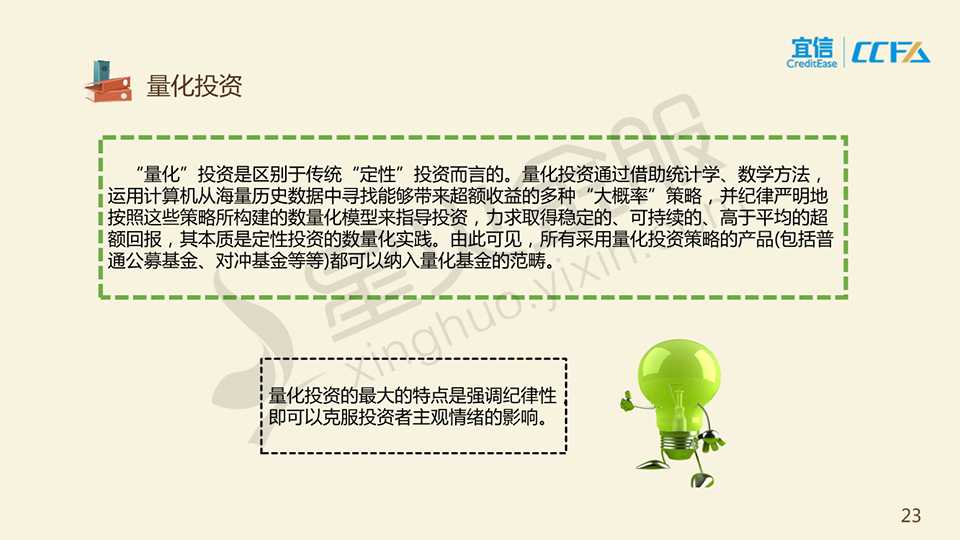 宜信
CreditEase
CCFA
量化投资
“量化”投资是区别于传统“定性”投资而言的。量化投资通过借助统计学、数学方法，
运用计算机从海量历史数据中寻找能够带来超额收益的多种“大概率”策略，并纪律严明地
按照这些策略所构建的数量化模型来指导投资，力求取得稳定的、可持续的、高于平均的超
额回报，其本质是定性投资的数量化实践。由此可见，所有采用量化投资策略的产品(包括普
通公募基金、对冲基金等等)都可以纳入量化基金的范畴。
星火金服
xinghuo.yixin.com
量化投资的最大的特点是强调纪律性，
即可以克服投资者主观情绪的影响。
23